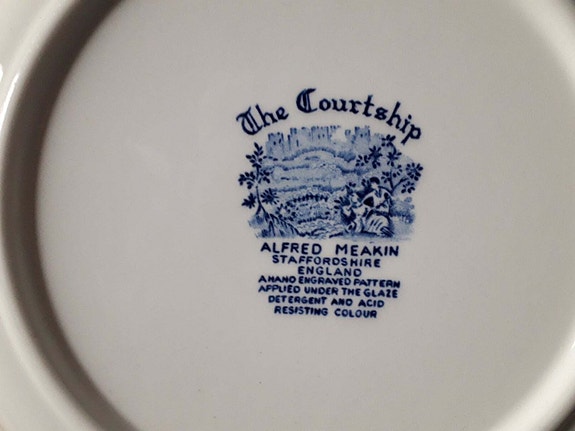 The Courtship
ALFRED MEAKIN
STAFFORDSHIRE
ENGLAND
A HAND ENGRAVED PATTERN
APPLIED UNDER THE GLAZE
DETERGENT AND ACID
RESISTING COLOUR